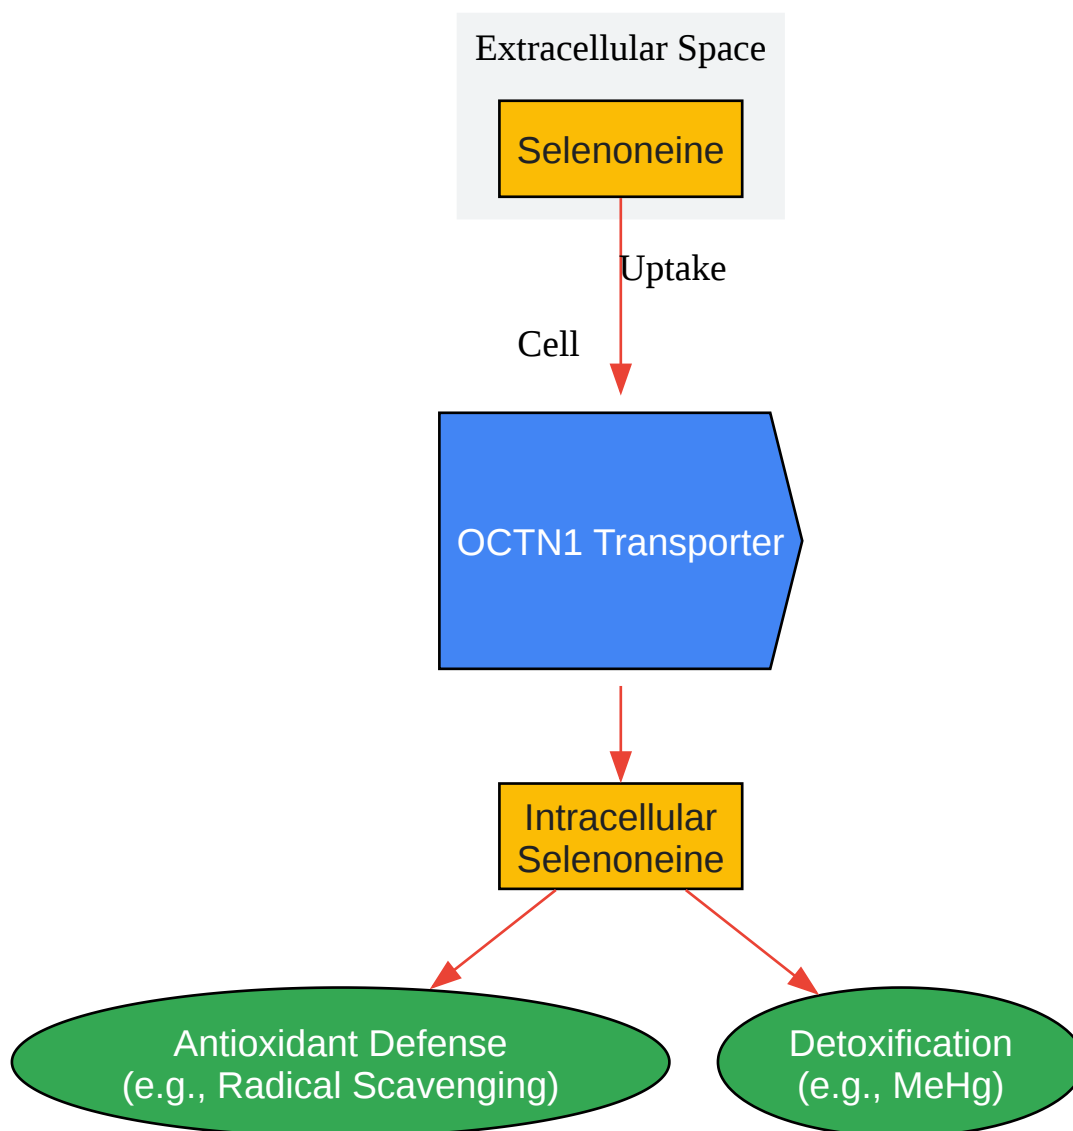 Extracellular Space
Selenoneine
Uptake
Cell
OCTN1 Transporter
Intracellular
Selenoneine
Antioxidant Defense
(e.g., Radical Scavenging)
Detoxification
(e.g., MeHg)